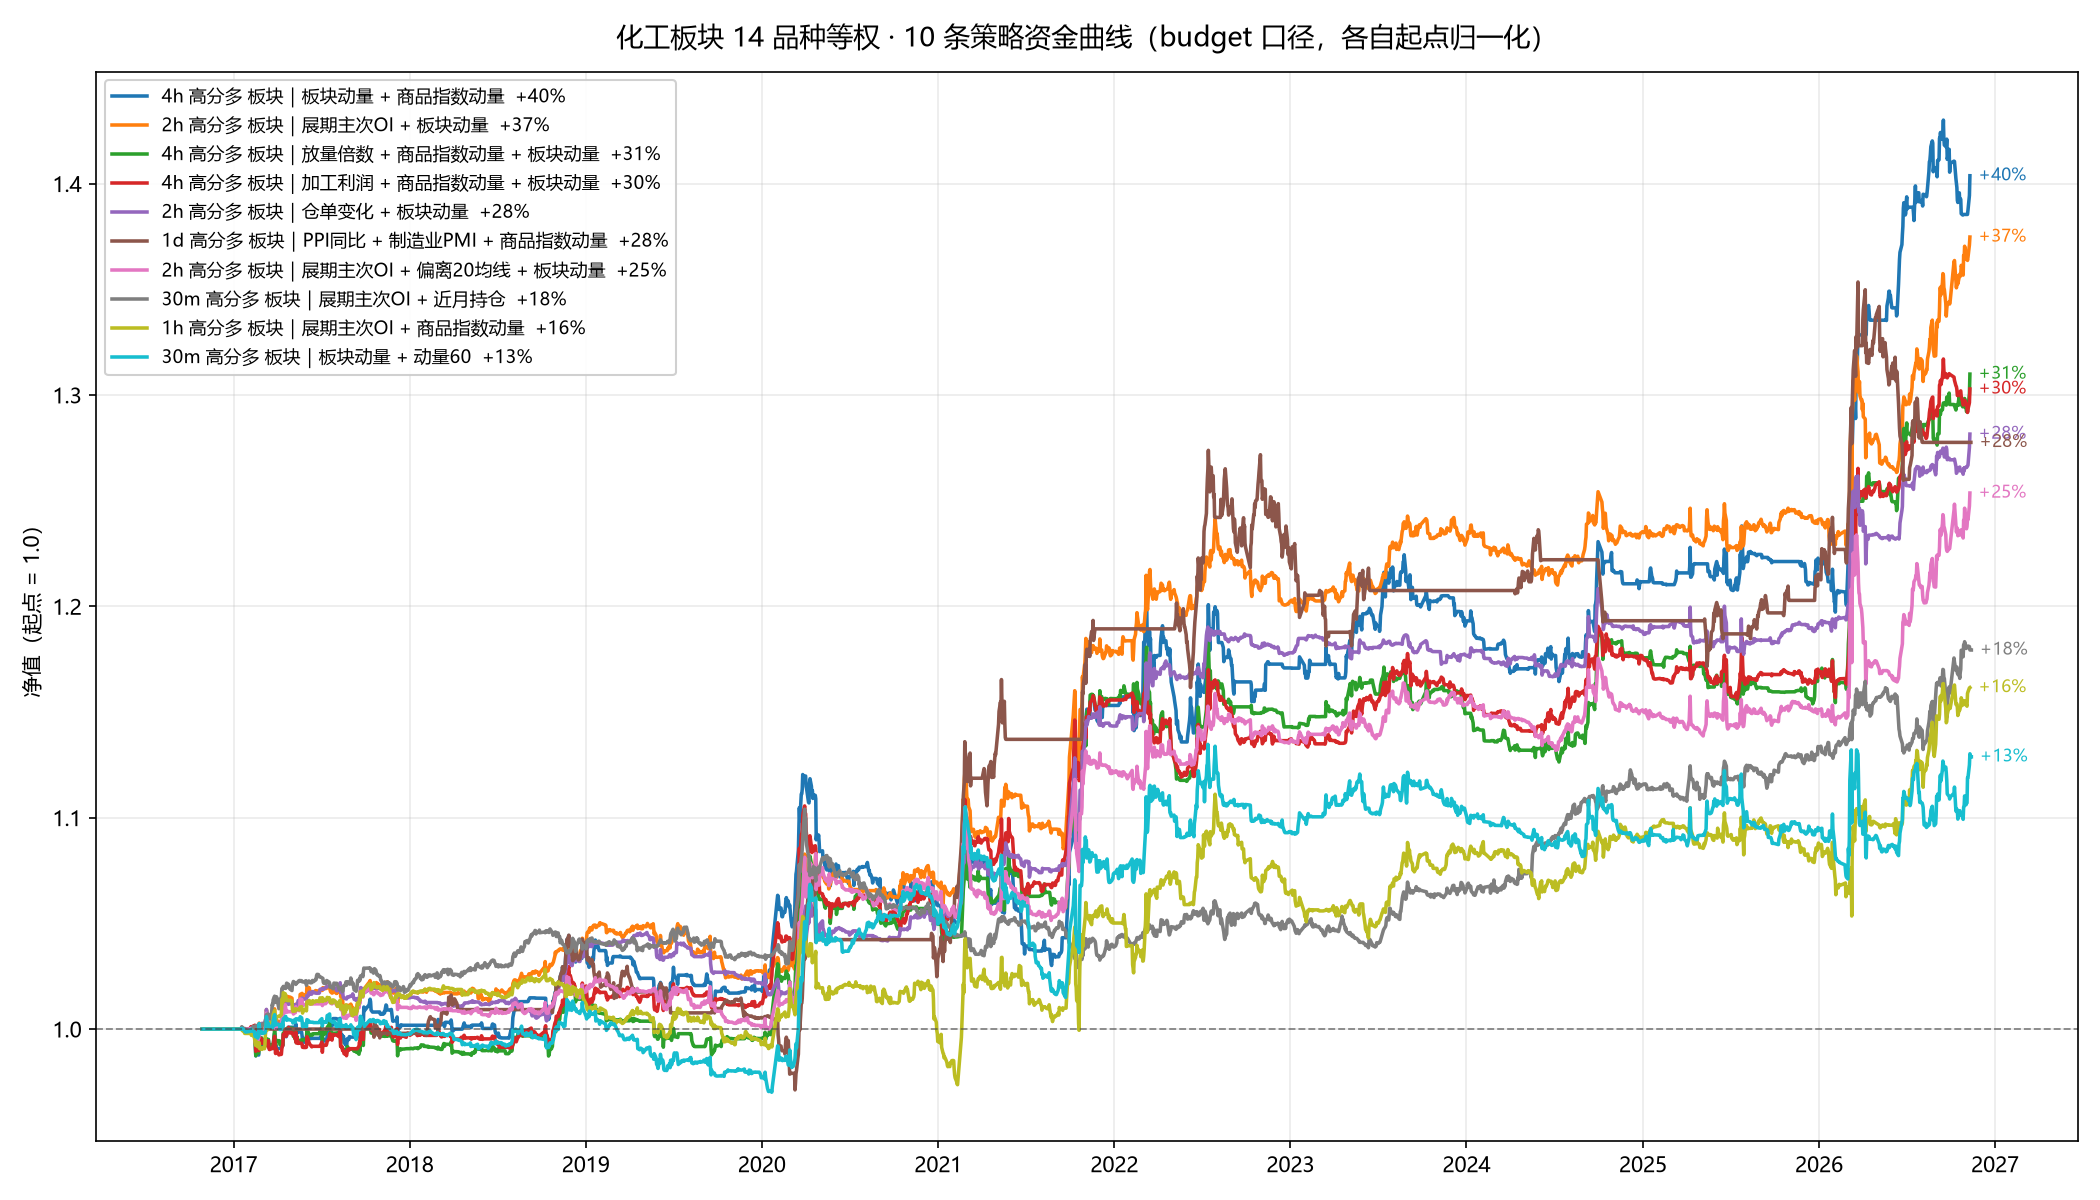 化工板块 14 品种等权 · 10 条策略资金曲线（budget 口径，各自起点归一化）
4h 高分多 板块 | 板块动量 + 商品指数动量  +40%
2h 高分多 板块 | 展期主次OI + 板块动量  +37%
4h 高分多 板块 | 放量倍数 + 商品指数动量 + 板块动量  +31%
4h 高分多 板块 | 加工利润 + 商品指数动量 + 板块动量  +30%
2h 高分多 板块 | 仓单变化 + 板块动量  +28%
1d 高分多 板块 | PPI同比 + 制造业PMI + 商品指数动量  +28%
2h 高分多 板块 | 展期主次OI + 偏离20均线 + 板块动量  +25%
30m 高分多 板块 | 展期主次OI + 近月持仓  +18%
1h 高分多 板块 | 展期主次OI + 商品指数动量  +16%
30m 高分多 板块 | 板块动量 + 动量60  +13%
净值（起点 = 1.0）
1.4
1.3
1.2
1.1
1.0
+40%
+37%
+31%
+30%
+28%
+28%
+25%
+18%
+16%
+13%
2017 2018 2019 2020 2021 2022 2023 2024 2025 2026 2027